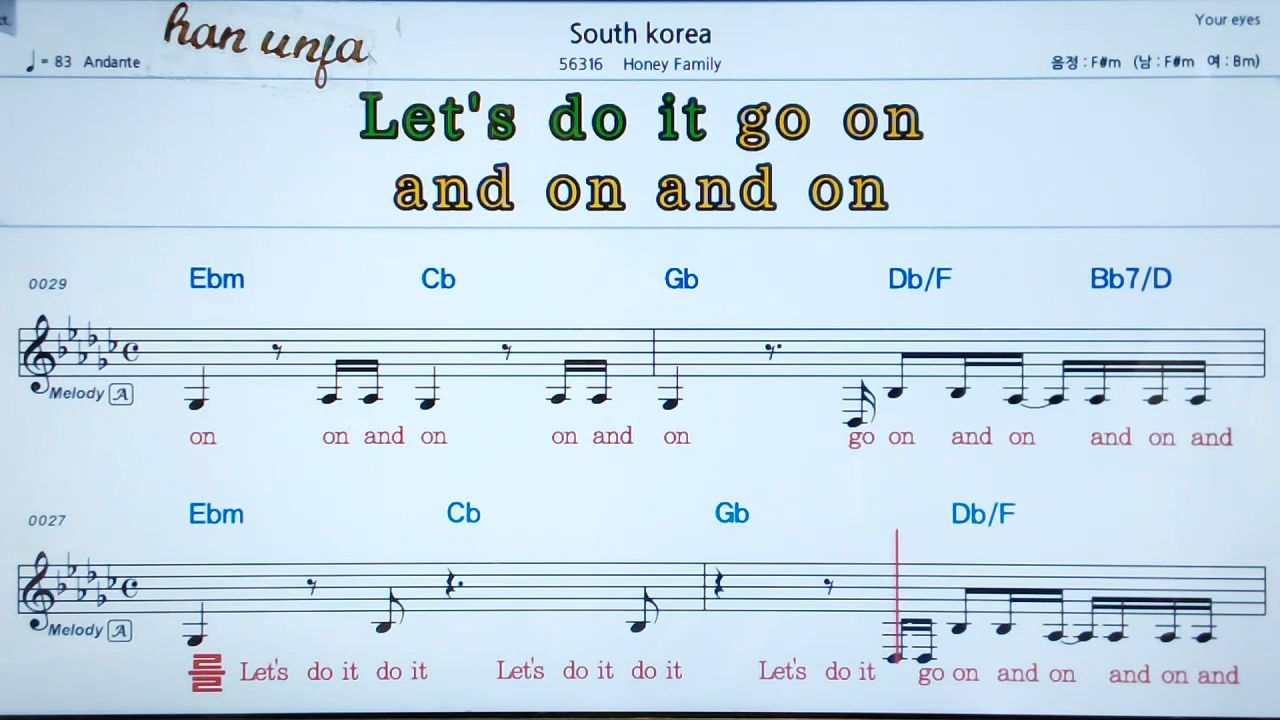 ct.
han unja
South korea
Your eyes
♩ = 83 Andante
56316 Honey Family
음정 : F#m (남 : F#m 여 : Bm)
Let's do it go on
and on and on
0029
Ebm Cb Gb Db/F Bb7/D
Melody A
on on and on on and on go on and on and on and
0027
Ebm Cb Gb Db/F
Melody A
를 Let's do it do it Let's do it do it Let's do it go on and on and on and